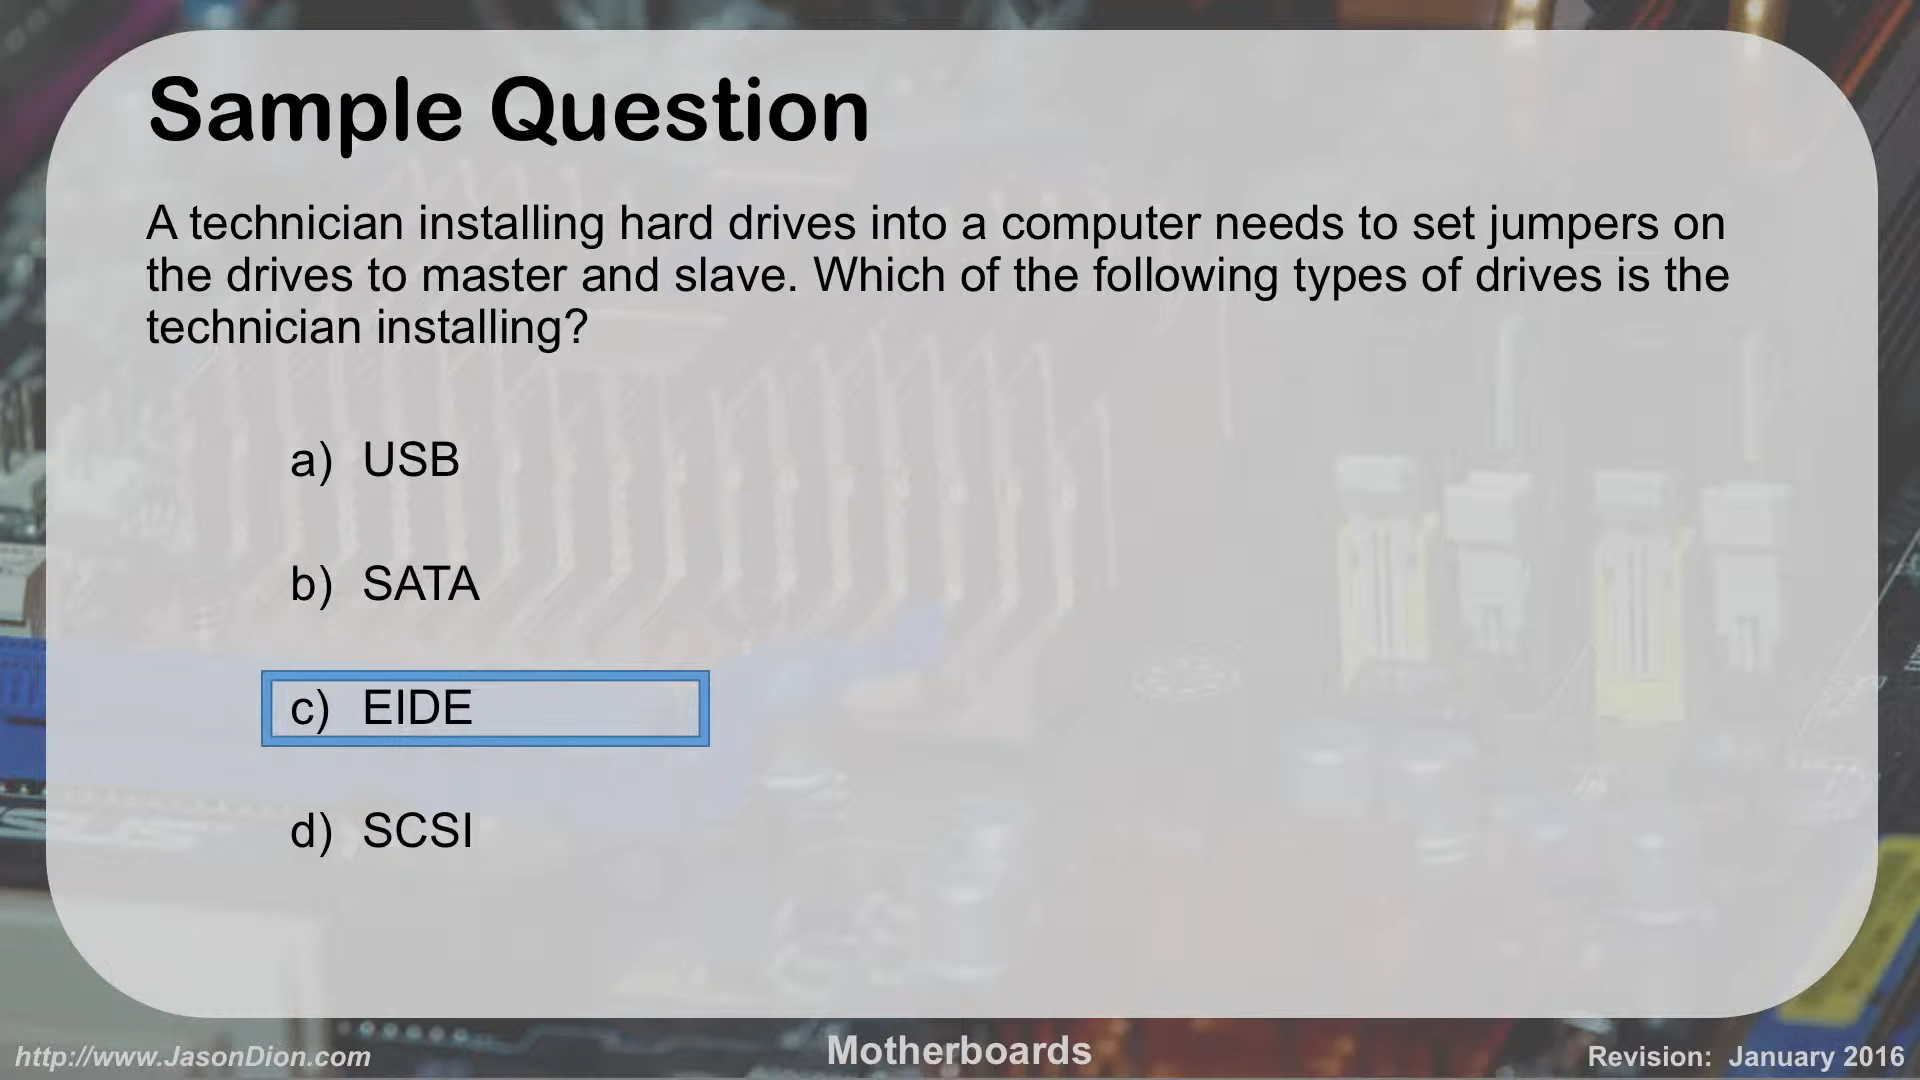 Sample Question
A technician installing hard drives into a computer needs to set jumpers on
the drives to master and slave. Which of the following types of drives is the
technician installing?
a) USB
b) SATA
c) EIDE
d) SCSI
http://www.JasonDion.com
Motherboards
Revision: January 2016